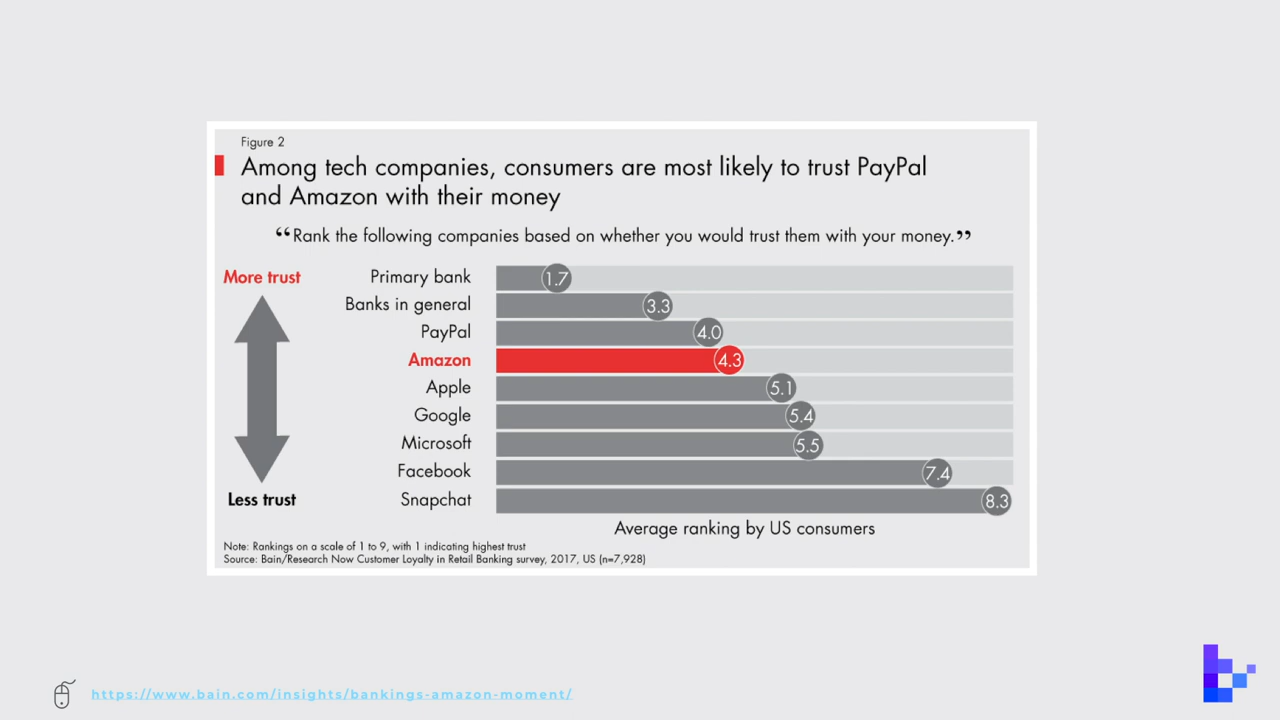 Figure 2
Among tech companies, consumers are most likely to trust PayPal
and Amazon with their money
“Rank the following companies based on whether you would trust them with your money.”
More trust
Primary bank 1.7
Banks in general 3.3
PayPal 4.0
Amazon 4.3
Apple 5.1
Google 5.4
Microsoft 5.5
Facebook 7.4
Less trust
Snapchat 8.3
Average ranking by US consumers
Note: Rankings on a scale of 1 to 9, with 1 indicating highest trust
Source: Bain/Research Now Customer Loyalty in Retail Banking survey, 2017, US (n=7,928)
https://www.bain.com/insights/bankings-amazon-moment/